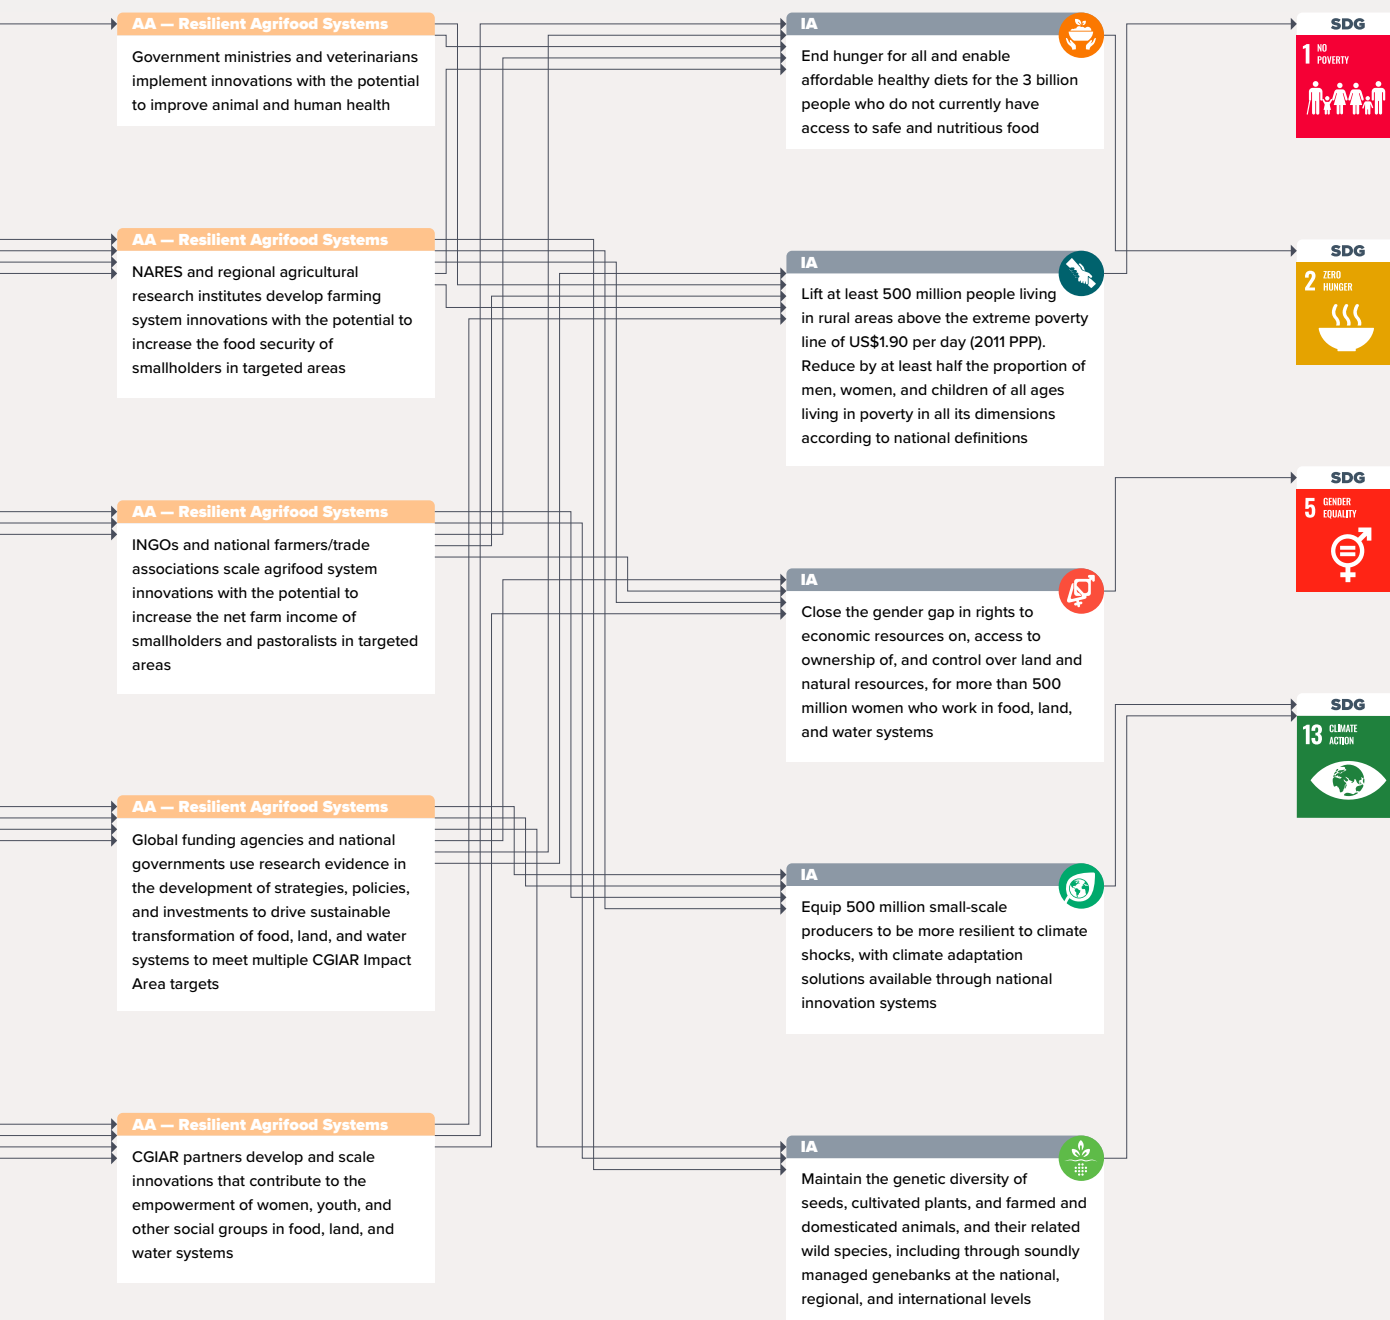 AA — Resilient Agrifood Systems
Government ministries and veterinarians
implement innovations with the potential
to improve animal and human health
AA — Resilient Agrifood Systems
NARES and regional agricultural
research institutes develop farming
system innovations with the potential to
increase the food security of
smallholders in targeted areas
AA — Resilient Agrifood Systems
INGOs and national farmers/trade
associations scale agrifood system
innovations with the potential to
increase the net farm income of
smallholders and pastoralists in targeted
areas
AA — Resilient Agrifood Systems
Global funding agencies and national
governments use research evidence in
the development of strategies, policies,
and investments to drive sustainable
transformation of food, land, and water
systems to meet multiple CGIAR Impact
Area targets
AA — Resilient Agrifood Systems
CGIAR partners develop and scale
innovations that contribute to the
empowerment of women, youth, and
other social groups in food, land, and
water systems
IA
End hunger for all and enable
affordable healthy diets for the 3 billion
people who do not currently have
access to safe and nutritious food
IA
Lift at least 500 million people living
in rural areas above the extreme poverty
line of US$1.90 per day (2011 PPP).
Reduce by at least half the proportion of
men, women, and children of all ages
living in poverty in all its dimensions
according to national definitions
IA
Close the gender gap in rights to
economic resources on, access to
ownership of, and control over land and
natural resources, for more than 500
million women who work in food, land,
and water systems
IA
Equip 500 million small-scale
producers to be more resilient to climate
shocks, with climate adaptation
solutions available through national
innovation systems
IA
Maintain the genetic diversity of
seeds, cultivated plants, and farmed and
domesticated animals, and their related
wild species, including through soundly
managed genebanks at the national,
regional, and international levels
SDG
1 NO
POVERTY
SDG
2 ZERO
HUNGER
SDG
5 GENDER
EQUALITY
SDG
13 CLIMATE
ACTION